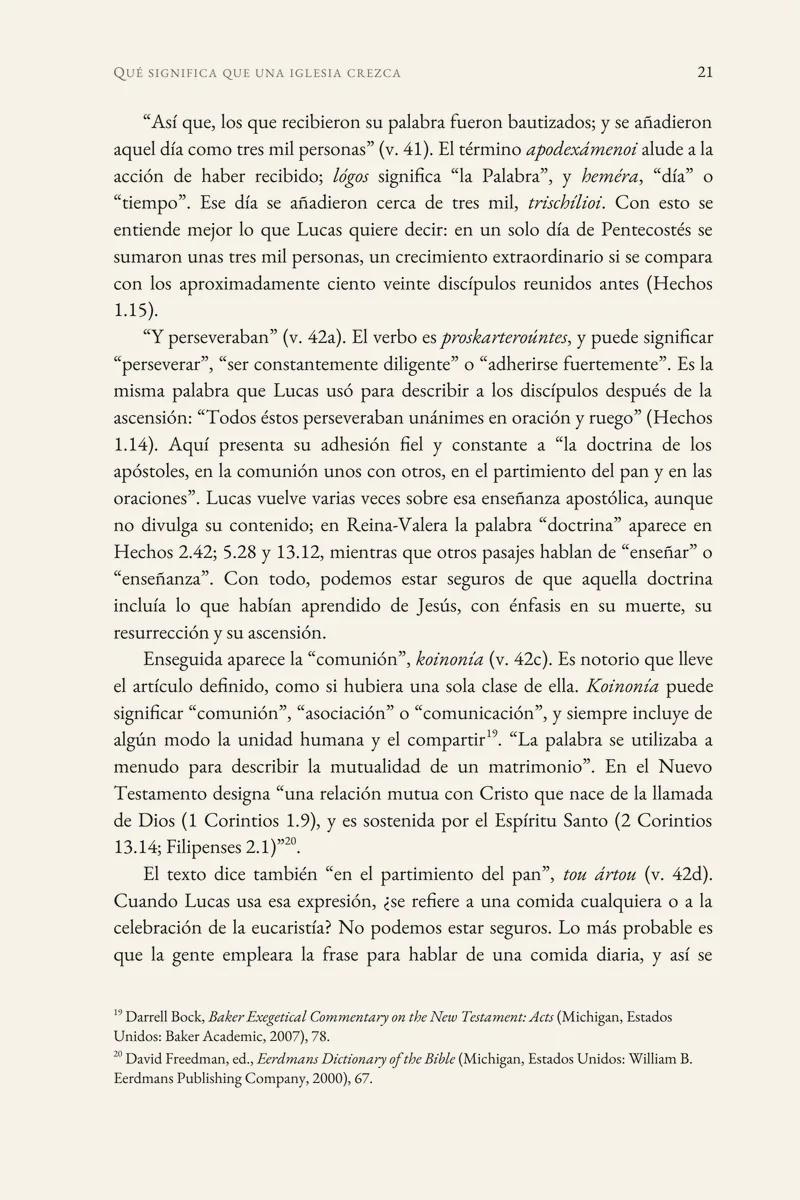 Qué significa que una iglesia crezca 21
“Así que, los que recibieron su palabra fueron bautizados; y se añadieron
aquel día como tres mil personas” (v. 41). El término apodexámenoi alude a la
acción de haber recibido; lógos significa “la Palabra”, y heméra, “día” o
“tiempo”. Ese día se añadieron cerca de tres mil, trischílioi. Con esto se
entiende mejor lo que Lucas quiere decir: en un solo día de Pentecostés se
sumaron unas tres mil personas, un crecimiento extraordinario si se compara
con los aproximadamente ciento veinte discípulos reunidos antes (Hechos
1.15).
“Y perseveraban” (v. 42a). El verbo es proskarteroúntes, y puede significar
“perseverar”, “ser constantemente diligente” o “adherirse fuertemente”. Es la
misma palabra que Lucas usó para describir a los discípulos después de la
ascensión: “Todos éstos perseveraban unánimes en oración y ruego” (Hechos
1.14). Aquí presenta su adhesión fiel y constante a “la doctrina de los
apóstoles, en la comunión unos con otros, en el partimiento del pan y en las
oraciones”. Lucas vuelve varias veces sobre esa enseñanza apostólica, aunque
no divulga su contenido; en Reina-Valera la palabra “doctrina” aparece en
Hechos 2.42; 5.28 y 13.12, mientras que otros pasajes hablan de “enseñar” o
“enseñanza”. Con todo, podemos estar seguros de que aquella doctrina
incluía lo que habían aprendido de Jesús, con énfasis en su muerte, su
resurrección y su ascensión.
Enseguida aparece la “comunión”, koinonía (v. 42c). Es notorio que lleve
el artículo definido, como si hubiera una sola clase de ella. Koinonía puede
significar “comunión”, “asociación” o “comunicación”, y siempre incluye de
algún modo la unidad humana y el compartir19. “La palabra se utilizaba a
menudo para describir la mutualidad de un matrimonio”. En el Nuevo
Testamento designa “una relación mutua con Cristo que nace de la llamada
de Dios (1 Corintios 1.9), y es sostenida por el Espíritu Santo (2 Corintios
13.14; Filipenses 2.1)”20.
El texto dice también “en el partimiento del pan”, tou ártou (v. 42d).
Cuando Lucas usa esa expresión, ¿se refiere a una comida cualquiera o a la
celebración de la eucaristía? No podemos estar seguros. Lo más probable es
que la gente empleara la frase para hablar de una comida diaria, y así se
19 Darrell Bock, Baker Exegetical Commentary on the New Testament: Acts (Michigan, Estados
Unidos: Baker Academic, 2007), 78.
20 David Freedman, ed., Eerdmans Dictionary of the Bible (Michigan, Estados Unidos: William B.
Eerdmans Publishing Company, 2000), 67.